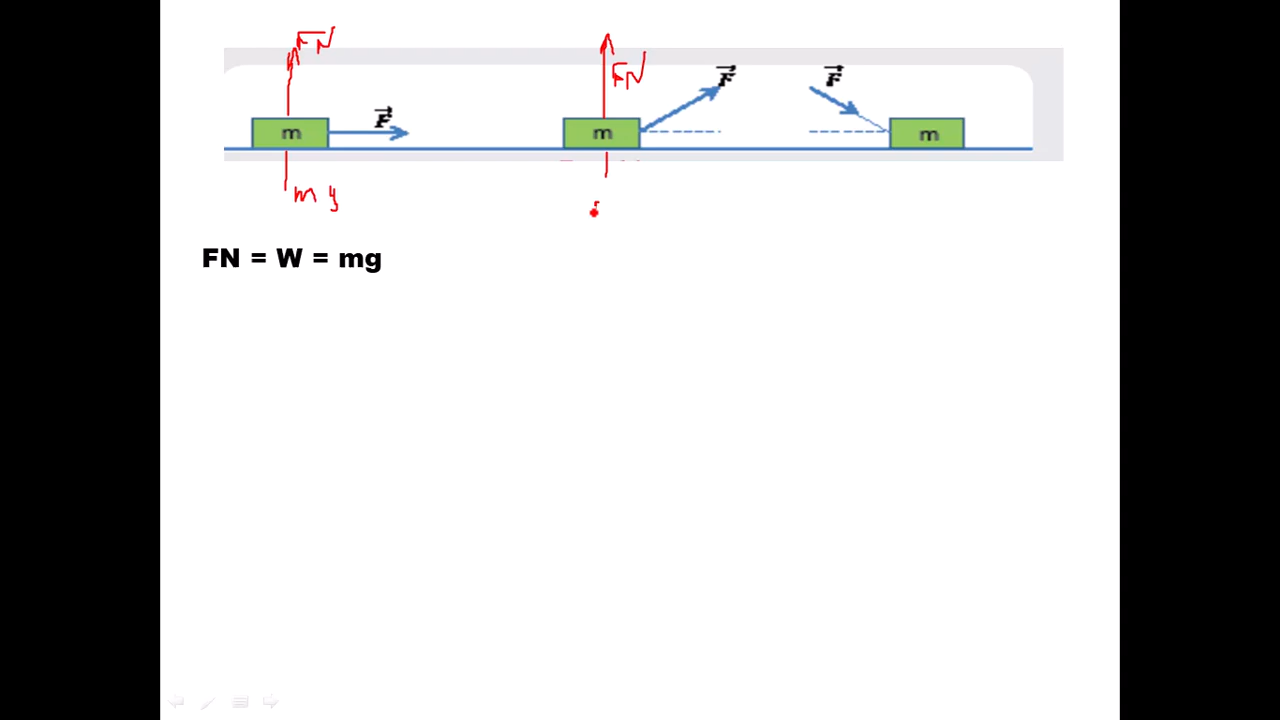 FN FN
F F F
m m m
mg
FN = W = mg